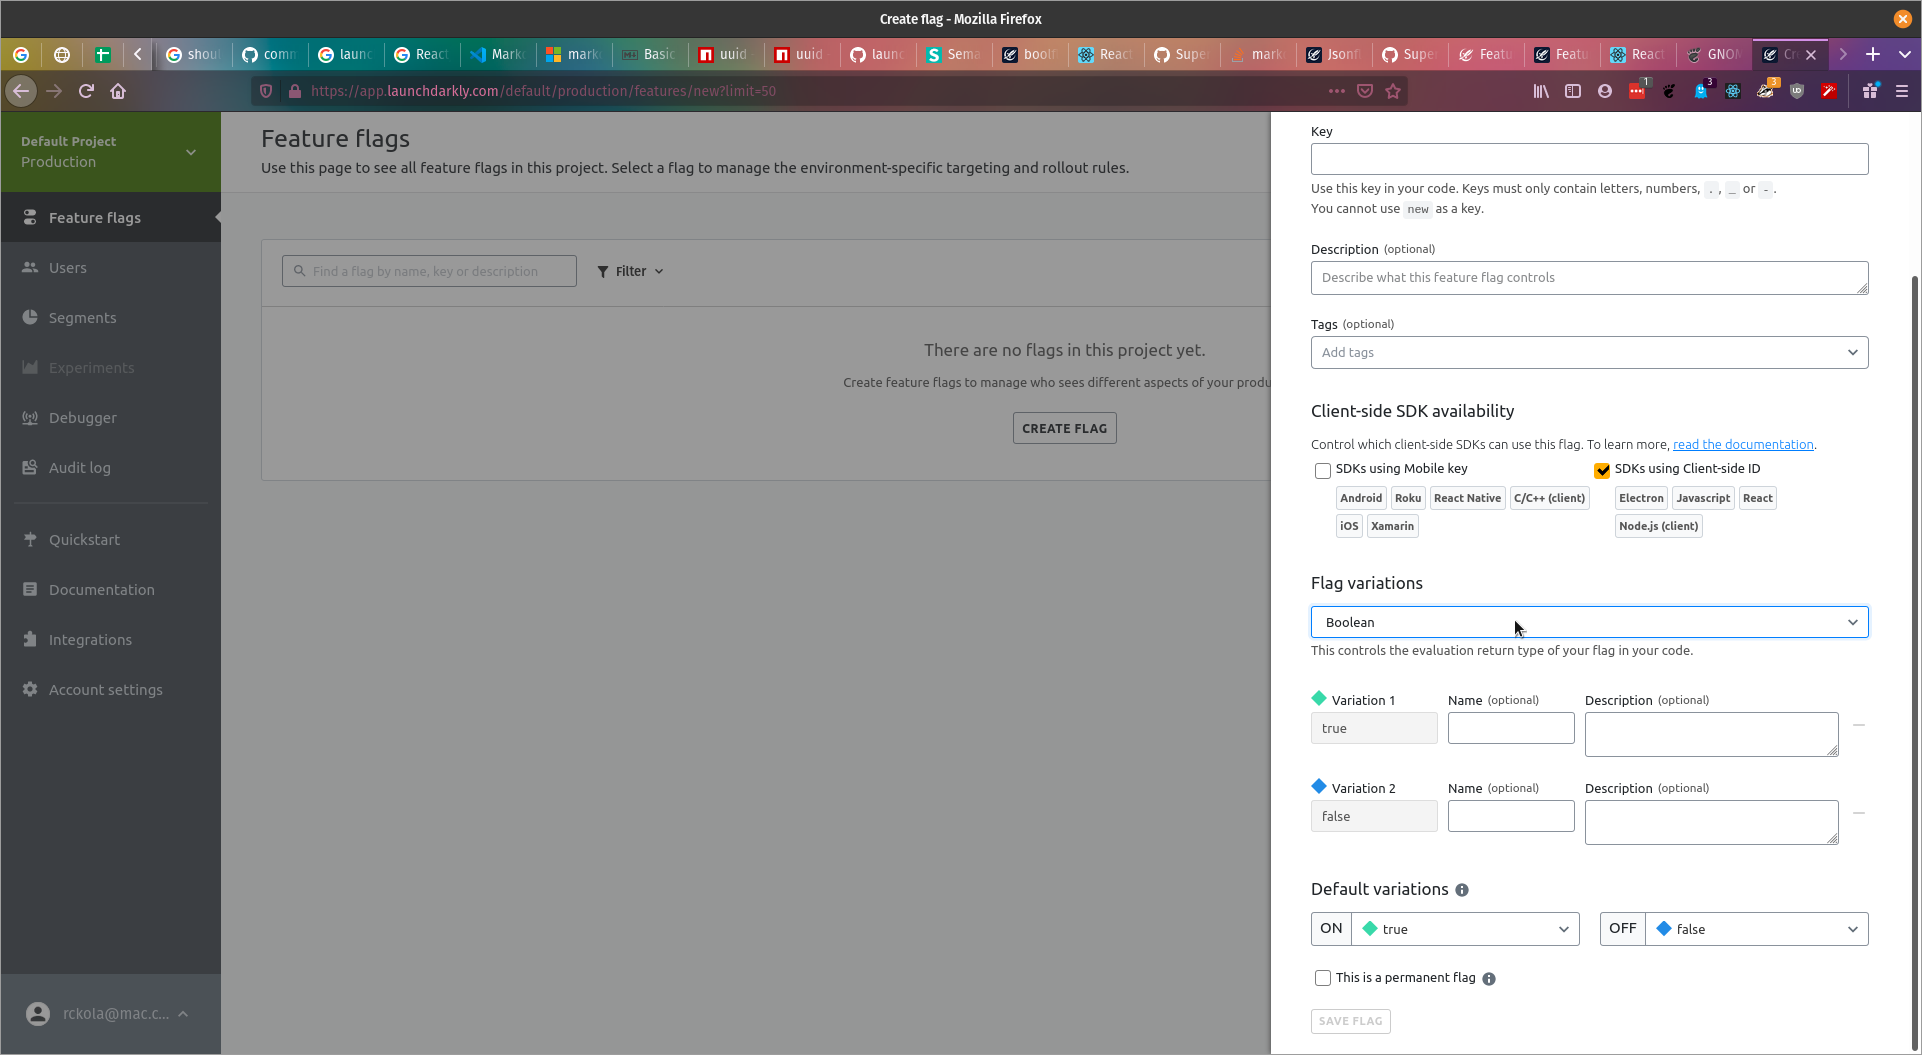 Create flag - Mozilla Firefox
shou
comm
laun
React
Mark
mark
Basic
uuid
uuid
laun
Sema
boolf
React
Supe
mark
Jsonf
Supe
Featu
Featu
React
GNO
Cr
https://app.launchdarkly.com/default/production/features/new?limit=50
1
3
3
Default Project
Production
Feature flags
Users
Segments
Experiments
Debugger
Audit log
Quickstart
Documentation
Integrations
Account settings
rckola@mac.c...
Feature flags
Use this page to see all feature flags in this project. Select a flag to manage the environment-specific targeting and rollout rules.
Find a flag by name, key or description
Filter
There are no flags in this project yet.
Create feature flags to manage who sees different aspects of your produ
CREATE FLAG
Key
Use this key in your code. Keys must only contain letters, numbers, . , _ or - .
You cannot use new as a key.
Description (optional)
Describe what this feature flag controls
Tags (optional)
Add tags
Client-side SDK availability
Control which client-side SDKs can use this flag. To learn more, read the documentation.
SDKs using Mobile key
Android Roku React Native C/C++ (client)
iOS Xamarin
SDKs using Client-side ID
Electron Javascript React
Node.js (client)
Flag variations
Boolean
This controls the evaluation return type of your flag in your code.
Variation 1 Name (optional) Description (optional)
true
Variation 2 Name (optional) Description (optional)
false
Default variations
ON true OFF false
This is a permanent flag
SAVE FLAG